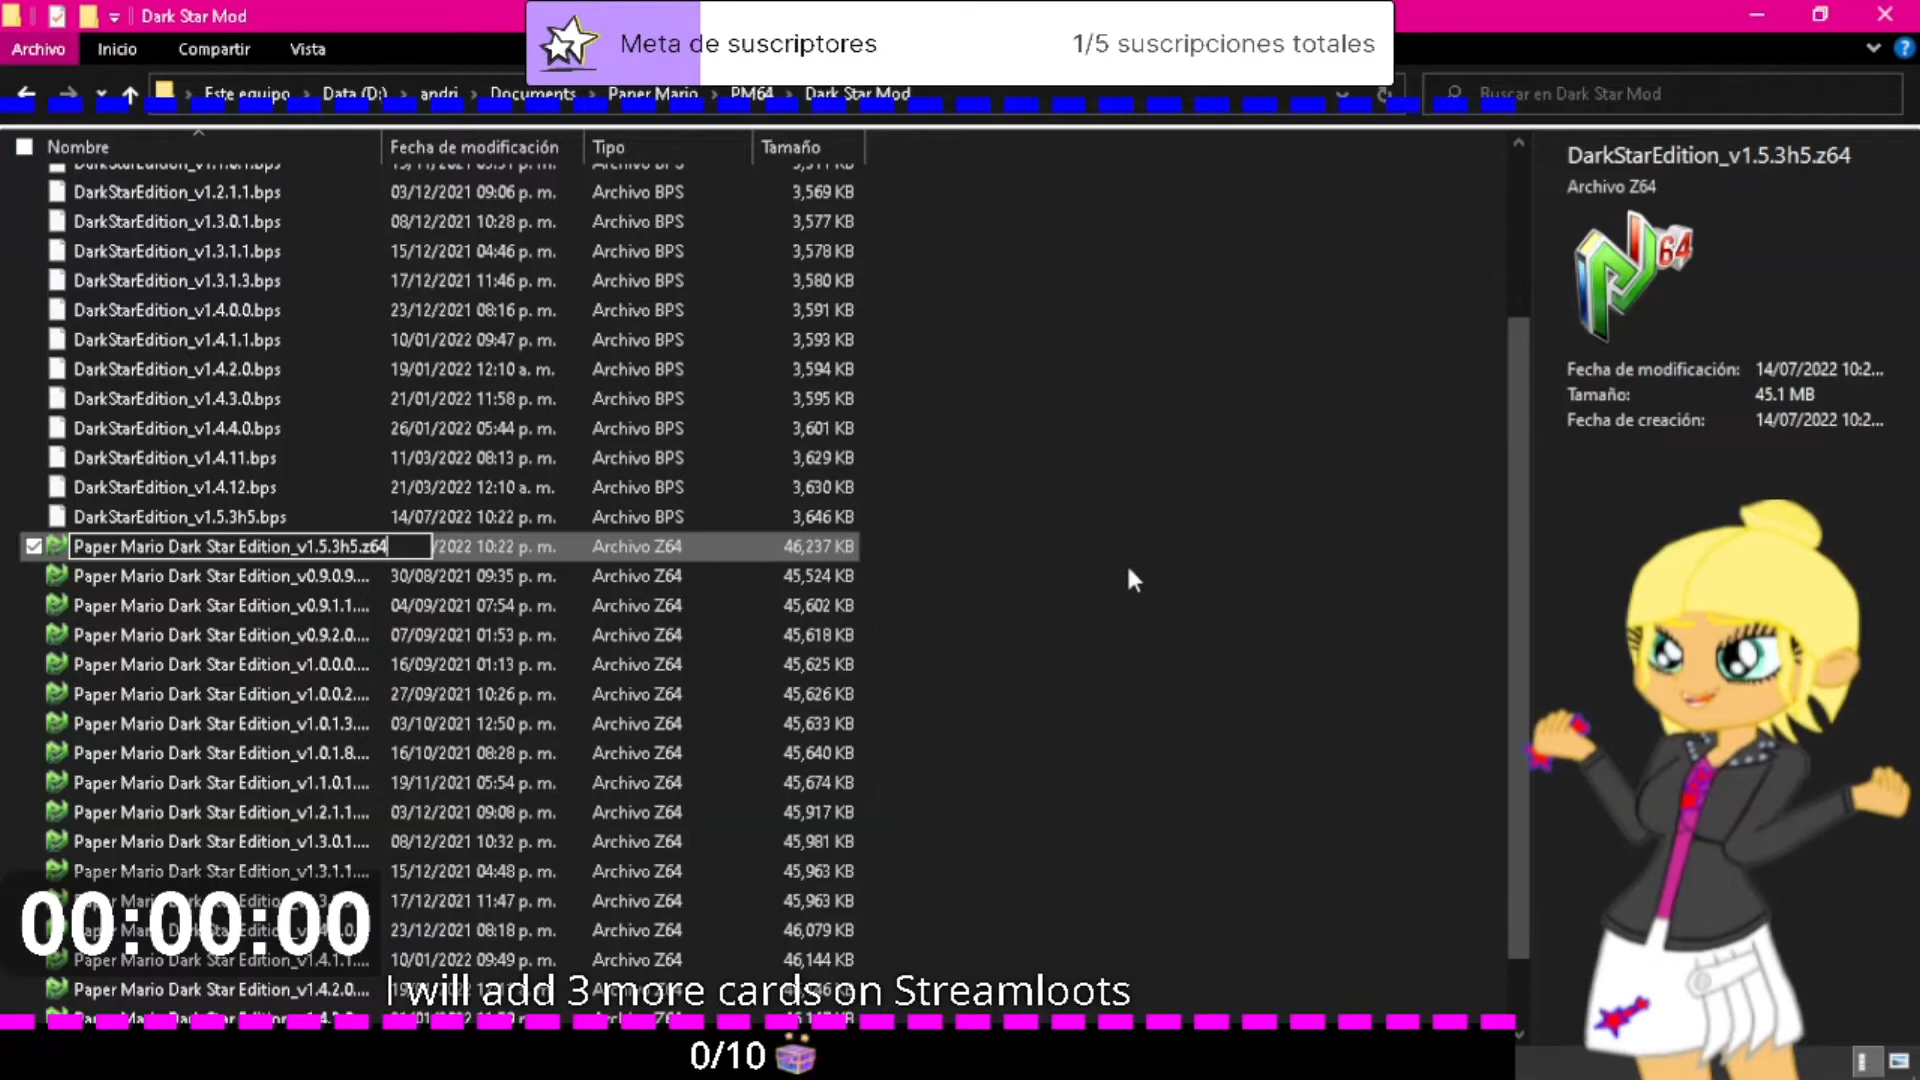 Dark Star Mod
Meta de suscriptores 1/5 suscripciones totales
Archivo Inicio Compartir Vista
Este equipo > Data (D:) > andri > Documents > Paper Mario > PM64 > Dark Star Mod
Buscar en Dark Star Mod
Nombre Fecha de modificación Tipo Tamaño
DarkStarEdition_v1.2.1.1.bps 03/12/2021 09:06 p. m. Archivo BPS 3,569 KB
DarkStarEdition_v1.3.0.1.bps 08/12/2021 10:28 p. m. Archivo BPS 3,577 KB
DarkStarEdition_v1.3.1.1.bps 15/12/2021 04:46 p. m. Archivo BPS 3,578 KB
DarkStarEdition_v1.3.1.3.bps 17/12/2021 11:46 p. m. Archivo BPS 3,580 KB
DarkStarEdition_v1.4.0.0.bps 23/12/2021 08:16 p. m. Archivo BPS 3,591 KB
DarkStarEdition_v1.4.1.1.bps 10/01/2022 09:47 p. m. Archivo BPS 3,593 KB
DarkStarEdition_v1.4.2.0.bps 19/01/2022 12:10 a. m. Archivo BPS 3,594 KB
DarkStarEdition_v1.4.3.0.bps 21/01/2022 11:58 p. m. Archivo BPS 3,595 KB
DarkStarEdition_v1.4.4.0.bps 26/01/2022 05:44 p. m. Archivo BPS 3,601 KB
DarkStarEdition_v1.4.11.bps 11/03/2022 08:13 p. m. Archivo BPS 3,629 KB
DarkStarEdition_v1.4.12.bps 21/03/2022 12:10 a. m. Archivo BPS 3,630 KB
DarkStarEdition_v1.5.3h5.bps 14/07/2022 10:22 p. m. Archivo BPS 3,646 KB
Paper Mario Dark Star Edition_v1.5.3h5.z64 /2022 10:22 p. m. Archivo Z64 46,237 KB
Paper Mario Dark Star Edition_v0.9.0.9.... 30/08/2021 09:35 p. m. Archivo Z64 45,524 KB
Paper Mario Dark Star Edition_v0.9.1.1.... 04/09/2021 07:54 p. m. Archivo Z64 45,602 KB
Paper Mario Dark Star Edition_v0.9.2.0.... 07/09/2021 01:53 p. m. Archivo Z64 45,618 KB
Paper Mario Dark Star Edition_v1.0.0.0.... 16/09/2021 01:13 p. m. Archivo Z64 45,625 KB
Paper Mario Dark Star Edition_v1.0.0.2.... 27/09/2021 10:26 p. m. Archivo Z64 45,626 KB
Paper Mario Dark Star Edition_v1.0.1.3.... 03/10/2021 12:50 p. m. Archivo Z64 45,633 KB
Paper Mario Dark Star Edition_v1.0.1.8.... 16/10/2021 08:28 p. m. Archivo Z64 45,640 KB
Paper Mario Dark Star Edition_v1.1.0.1.... 19/11/2021 05:54 p. m. Archivo Z64 45,674 KB
Paper Mario Dark Star Edition_v1.2.1.1.... 03/12/2021 09:08 p. m. Archivo Z64 45,917 KB
Paper Mario Dark Star Edition_v1.3.0.1.... 08/12/2021 10:32 p. m. Archivo Z64 45,981 KB
Paper Mario Dark Star Edition_v1.3.1.1.... 15/12/2021 04:48 p. m. Archivo Z64 45,963 KB
17/12/2021 11:47 p. m. Archivo Z64 45,963 KB
23/12/2021 08:18 p. m. Archivo Z64 46,079 KB
Paper Mario Dark Star Edition_v1.4.1.1.... 10/01/2022 09:49 p. m. Archivo Z64 46,144 KB
Paper Mario Dark Star Edition_v1.4.2.0....
00:00:00
I will add 3 more cards on Streamloots
0/10
DarkStarEdition_v1.5.3h5.z64
Archivo Z64
64
Fecha de modificación: 14/07/2022 10:2...
Tamaño: 45.1 MB
Fecha de creación: 14/07/2022 10:2...